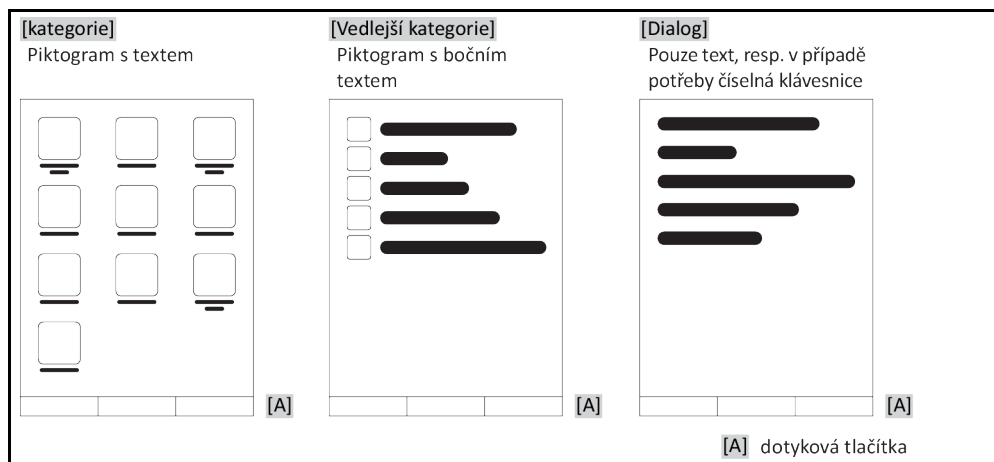 [kategorie]
Piktogram s textem
[Vedlejší kategorie]
Piktogram s bočním
textem
[Dialog]
Pouze text, resp. v případě
potřeby číselná klávesnice
[A]
[A]
[A]
[A] dotyková tlačítka